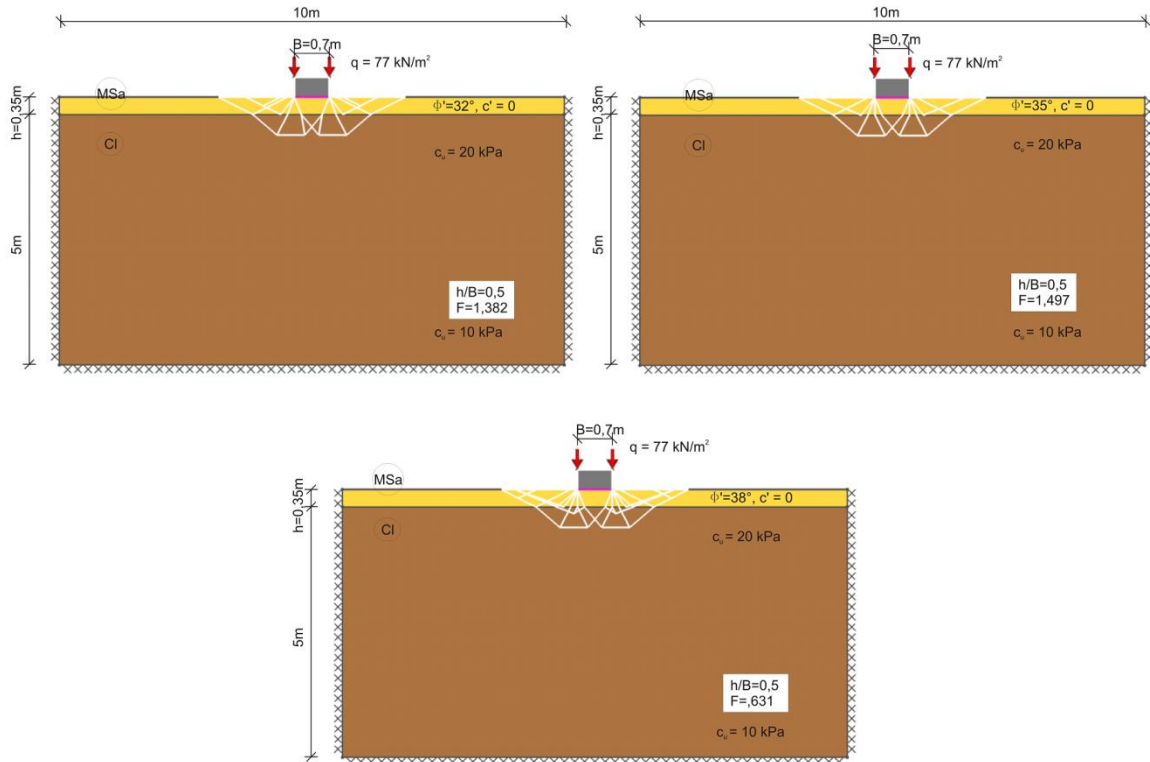 10m
B=0,7m
q = 77 kN/m²
h=0,35m
MSa
ϕ'=32°, c' = 0
Cl
cᵤ = 20 kPa
5m
h/B=0,5
F=1,382
cᵤ = 10 kPa
10m
B=0,7m
q = 77 kN/m²
h=0,35m
MSa
ϕ'=35°, c' = 0
Cl
cᵤ = 20 kPa
5m
h/B=0,5
F=1,497
cᵤ = 10 kPa
B=0,7m
q = 77 kN/m²
h=0,35m
MSa
ϕ'=38°, c' = 0
Cl
cᵤ = 20 kPa
5m
h/B=0,5
F=,631
cᵤ = 10 kPa